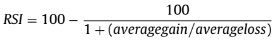 RSI = 100 − 100 / 1 + (averagegain/averageloss)